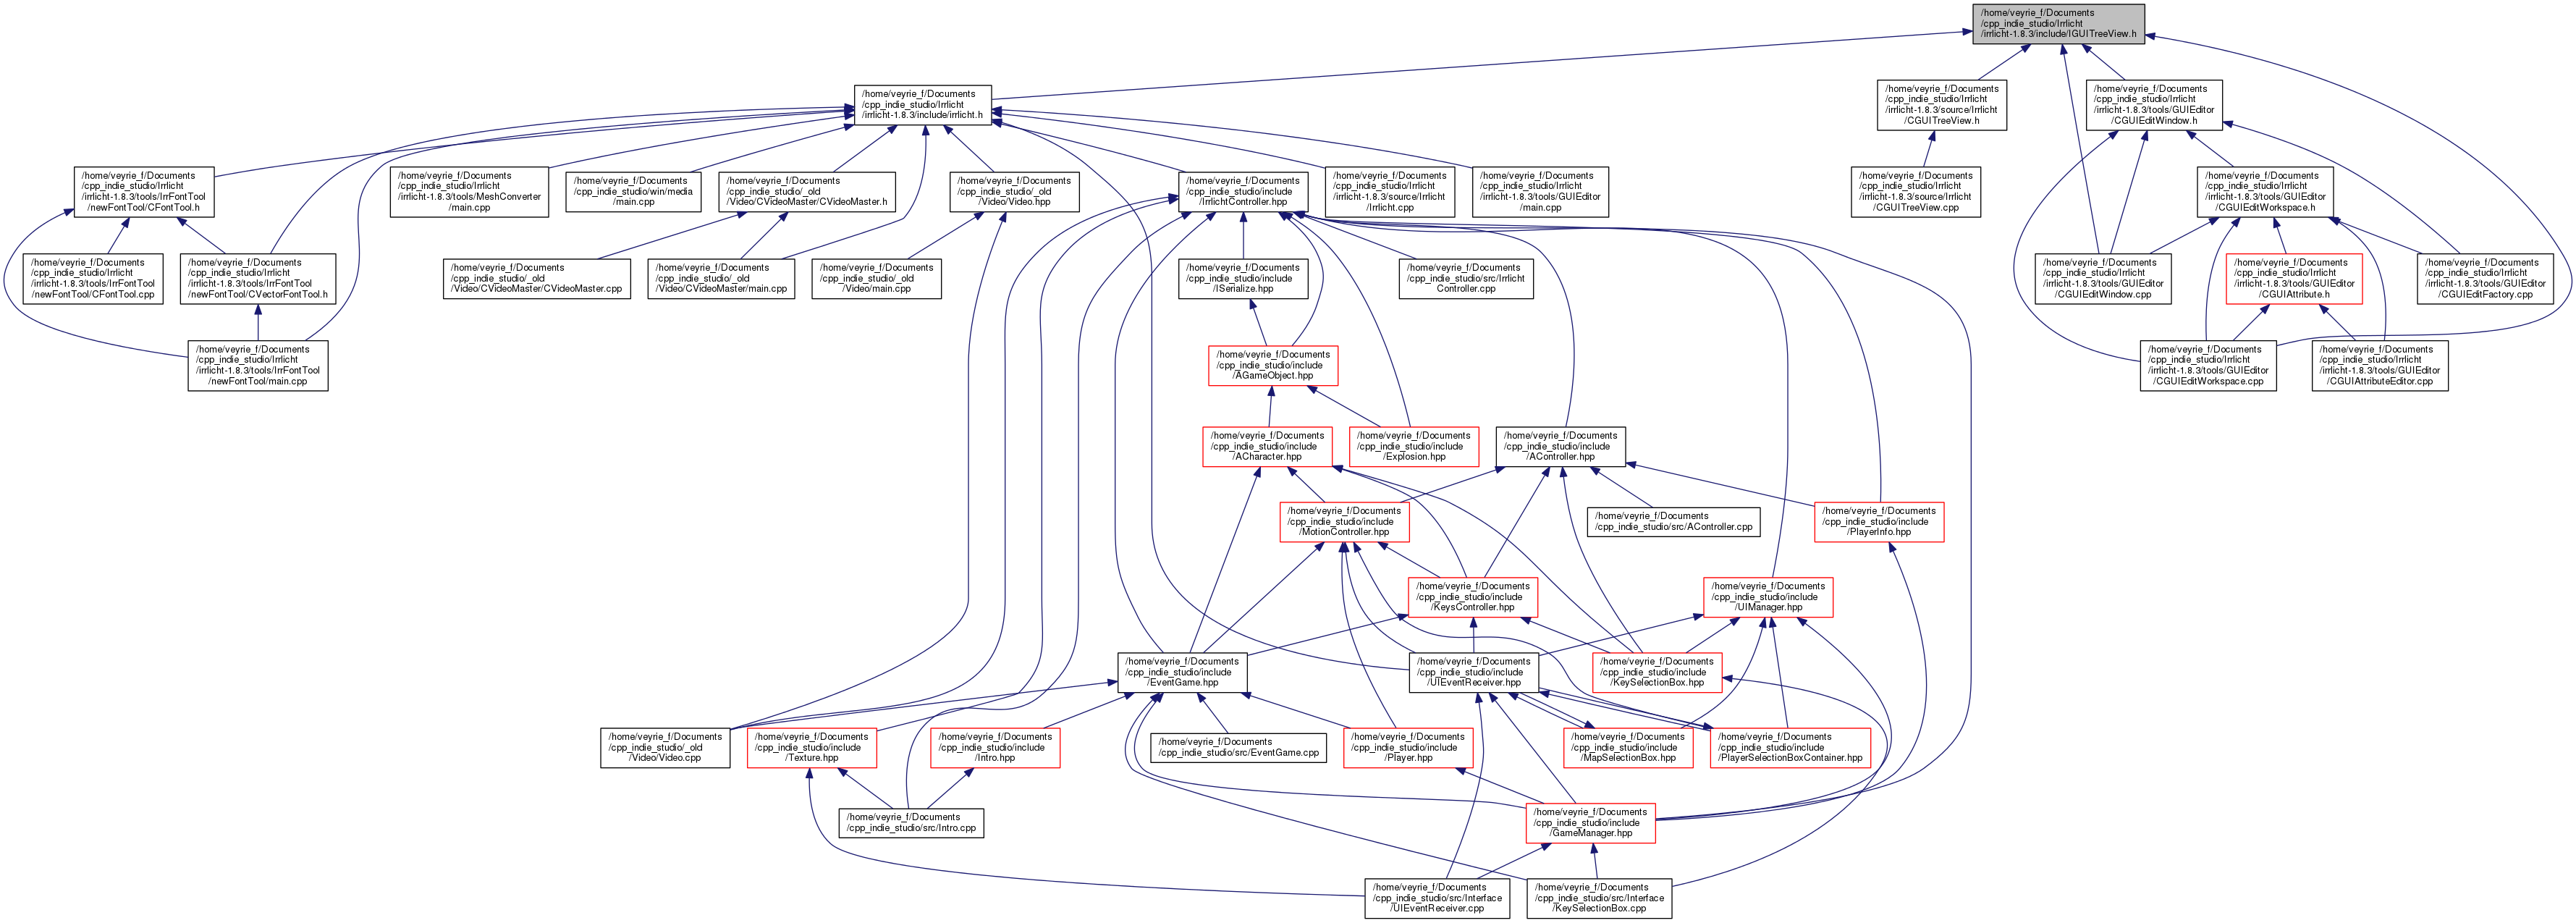 /home/veyrie_f/Documents
/cpp_indie_studio/Irrlicht
/irrlicht-1.8.3/include/IGUITreeView.h
/home/veyrie_f/Documents
/cpp_indie_studio/Irrlicht
/irrlicht-1.8.3/include/irrlicht.h
/home/veyrie_f/Documents
/cpp_indie_studio/Irrlicht
/irrlicht-1.8.3/source/Irrlicht
/CGUITreeView.h
/home/veyrie_f/Documents
/cpp_indie_studio/Irrlicht
/irrlicht-1.8.3/tools/GUIEditor
/CGUIEditWindow.h
/home/veyrie_f/Documents
/cpp_indie_studio/Irrlicht
/irrlicht-1.8.3/tools/IrrFontTool
/newFontTool/CFontTool.h
/home/veyrie_f/Documents
/cpp_indie_studio/Irrlicht
/irrlicht-1.8.3/tools/MeshConverter
/main.cpp
/home/veyrie_f/Documents
/cpp_indie_studio/win/media
/main.cpp
/home/veyrie_f/Documents
/cpp_indie_studio/_old
/Video/CVideoMaster/CVideoMaster.h
/home/veyrie_f/Documents
/cpp_indie_studio/_old
/Video/Video.hpp
/home/veyrie_f/Documents
/cpp_indie_studio/include
/IrrlichtController.hpp
/home/veyrie_f/Documents
/cpp_indie_studio/Irrlicht
/irrlicht-1.8.3/source/Irrlicht
/Irrlicht.cpp
/home/veyrie_f/Documents
/cpp_indie_studio/Irrlicht
/irrlicht-1.8.3/tools/GUIEditor
/main.cpp
/home/veyrie_f/Documents
/cpp_indie_studio/Irrlicht
/irrlicht-1.8.3/source/Irrlicht
/CGUITreeView.cpp
/home/veyrie_f/Documents
/cpp_indie_studio/Irrlicht
/irrlicht-1.8.3/tools/GUIEditor
/CGUIEditWorkspace.h
/home/veyrie_f/Documents
/cpp_indie_studio/Irrlicht
/irrlicht-1.8.3/tools/IrrFontTool
/newFontTool/CFontTool.cpp
/home/veyrie_f/Documents
/cpp_indie_studio/Irrlicht
/irrlicht-1.8.3/tools/IrrFontTool
/newFontTool/CVectorFontTool.h
/home/veyrie_f/Documents
/cpp_indie_studio/_old
/Video/CVideoMaster/CVideoMaster.cpp
/home/veyrie_f/Documents
/cpp_indie_studio/_old
/Video/CVideoMaster/main.cpp
/home/veyrie_f/Documents
/cpp_indie_studio/_old
/Video/main.cpp
/home/veyrie_f/Documents
/cpp_indie_studio/include
/ISerialize.hpp
/home/veyrie_f/Documents
/cpp_indie_studio/src/Irrlicht
Controller.cpp
/home/veyrie_f/Documents
/cpp_indie_studio/Irrlicht
/irrlicht-1.8.3/tools/GUIEditor
/CGUIEditWindow.cpp
/home/veyrie_f/Documents
/cpp_indie_studio/Irrlicht
/irrlicht-1.8.3/tools/GUIEditor
/CGUIAttribute.h
/home/veyrie_f/Documents
/cpp_indie_studio/Irrlicht
/irrlicht-1.8.3/tools/GUIEditor
/CGUIEditFactory.cpp
/home/veyrie_f/Documents
/cpp_indie_studio/Irrlicht
/irrlicht-1.8.3/tools/IrrFontTool
/newFontTool/main.cpp
/home/veyrie_f/Documents
/cpp_indie_studio/include
/AGameObject.hpp
/home/veyrie_f/Documents
/cpp_indie_studio/Irrlicht
/irrlicht-1.8.3/tools/GUIEditor
/CGUIEditWorkspace.cpp
/home/veyrie_f/Documents
/cpp_indie_studio/Irrlicht
/irrlicht-1.8.3/tools/GUIEditor
/CGUIAttributeEditor.cpp
/home/veyrie_f/Documents
/cpp_indie_studio/include
/ACharacter.hpp
/home/veyrie_f/Documents
/cpp_indie_studio/include
/Explosion.hpp
/home/veyrie_f/Documents
/cpp_indie_studio/include
/AController.hpp
/home/veyrie_f/Documents
/cpp_indie_studio/include
/MotionController.hpp
/home/veyrie_f/Documents
/cpp_indie_studio/src/AController.cpp
/home/veyrie_f/Documents
/cpp_indie_studio/include
/PlayerInfo.hpp
/home/veyrie_f/Documents
/cpp_indie_studio/include
/KeysController.hpp
/home/veyrie_f/Documents
/cpp_indie_studio/include
/UIManager.hpp
/home/veyrie_f/Documents
/cpp_indie_studio/include
/EventGame.hpp
/home/veyrie_f/Documents
/cpp_indie_studio/include
/UIEventReceiver.hpp
/home/veyrie_f/Documents
/cpp_indie_studio/include
/KeySelectionBox.hpp
/home/veyrie_f/Documents
/cpp_indie_studio/_old
/Video/Video.cpp
/home/veyrie_f/Documents
/cpp_indie_studio/include
/Texture.hpp
/home/veyrie_f/Documents
/cpp_indie_studio/include
/Intro.hpp
/home/veyrie_f/Documents
/cpp_indie_studio/src/EventGame.cpp
/home/veyrie_f/Documents
/cpp_indie_studio/include
/Player.hpp
/home/veyrie_f/Documents
/cpp_indie_studio/include
/MapSelectionBox.hpp
/home/veyrie_f/Documents
/cpp_indie_studio/include
/PlayerSelectionBoxContainer.hpp
/home/veyrie_f/Documents
/cpp_indie_studio/src/Intro.cpp
/home/veyrie_f/Documents
/cpp_indie_studio/include
/GameManager.hpp
/home/veyrie_f/Documents
/cpp_indie_studio/src/Interface
/UIEventReceiver.cpp
/home/veyrie_f/Documents
/cpp_indie_studio/src/Interface
/KeySelectionBox.cpp